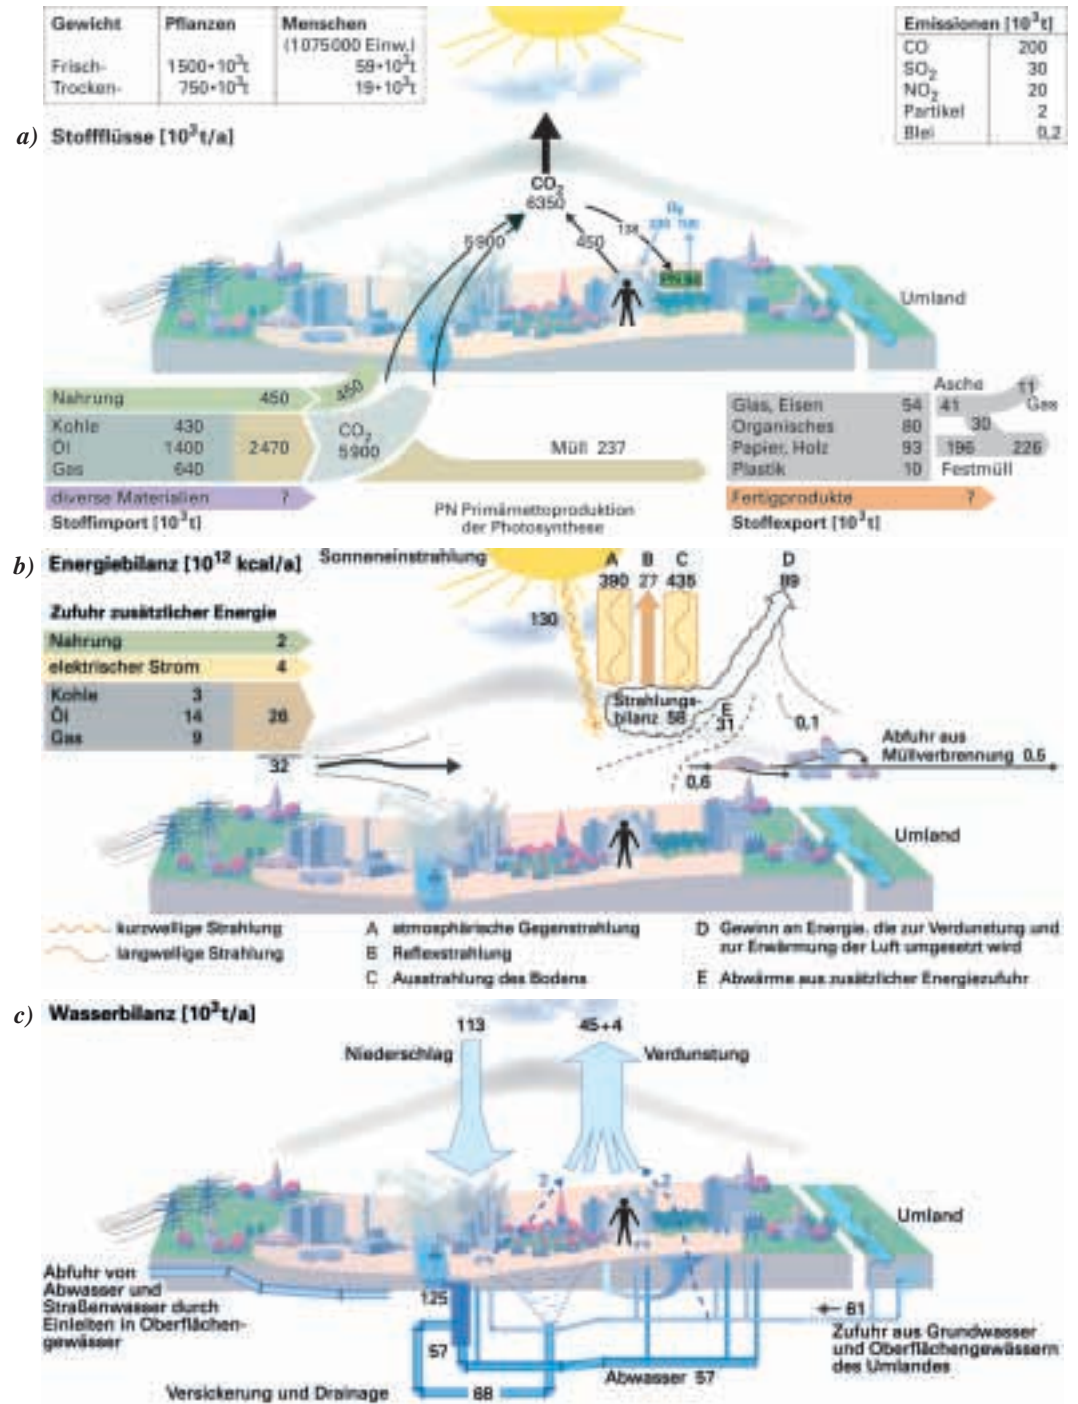 Gewicht Pflanzen Menschen
(1075000 Einw.)
Frisch- 1500·10³t 59·10³t
Trocken- 750·10³t 19·10³t
Emissionen [10³t]
CO 200
SO₂ 30
NO₂ 20
Partikel 2
Blei 0,2
a) Stoffflüsse [10³t/a]
CO₂
6350
5900
450
138
O₂
Umland
Nahrung 450
450
Kohle 430
Öl 1400
Gas 640
2470
CO₂
5900
diverse Materialien ?
Stoffimport [10³t]
Müll 237
PN Primärnettoproduktion
der Photosynthese
Glas, Eisen 54
Organisches 80
Papier, Holz 93
Plastik 10
Asche
41
11
Gas
30
196 226
Festmüll
Fertigprodukte ?
Stoffexport [10³t]
b) Energiebilanz [10¹² kcal/a]
Sonneneinstrahlung
130
A B C D
390 27 435 89
Zufuhr zusätzlicher Energie
Nahrung 2
elektrischer Strom 4
Kohle 3
Öl 14
Gas 9
26
32
Strahlungs-
bilanz 58
E
31
0,1
Abfuhr aus
Müllverbrennung 0.5
0,6
Umland
kurzwellige Strahlung
langwellige Strahlung
A atmosphärische Gegenstrahlung
B Reflexstrahlung
C Ausstrahlung des Bodens
D Gewinn an Energie, die zur Verdunstung und
zur Erwärmung der Luft umgesetzt wird
E Abwärme aus zusätzlicher Energiezufuhr
c) Wasserbilanz [10³t/a]
113
Niederschlag
45+4
Verdunstung
2
2
Umland
Abfuhr von
Abwasser und
Straßenwasser durch
Einleiten in Oberflächen-
gewässer
125
57
68
Versickerung und Drainage
Abwasser 57
61
Zufuhr aus Grundwasser
und Oberflächengewässern
des Umlandes